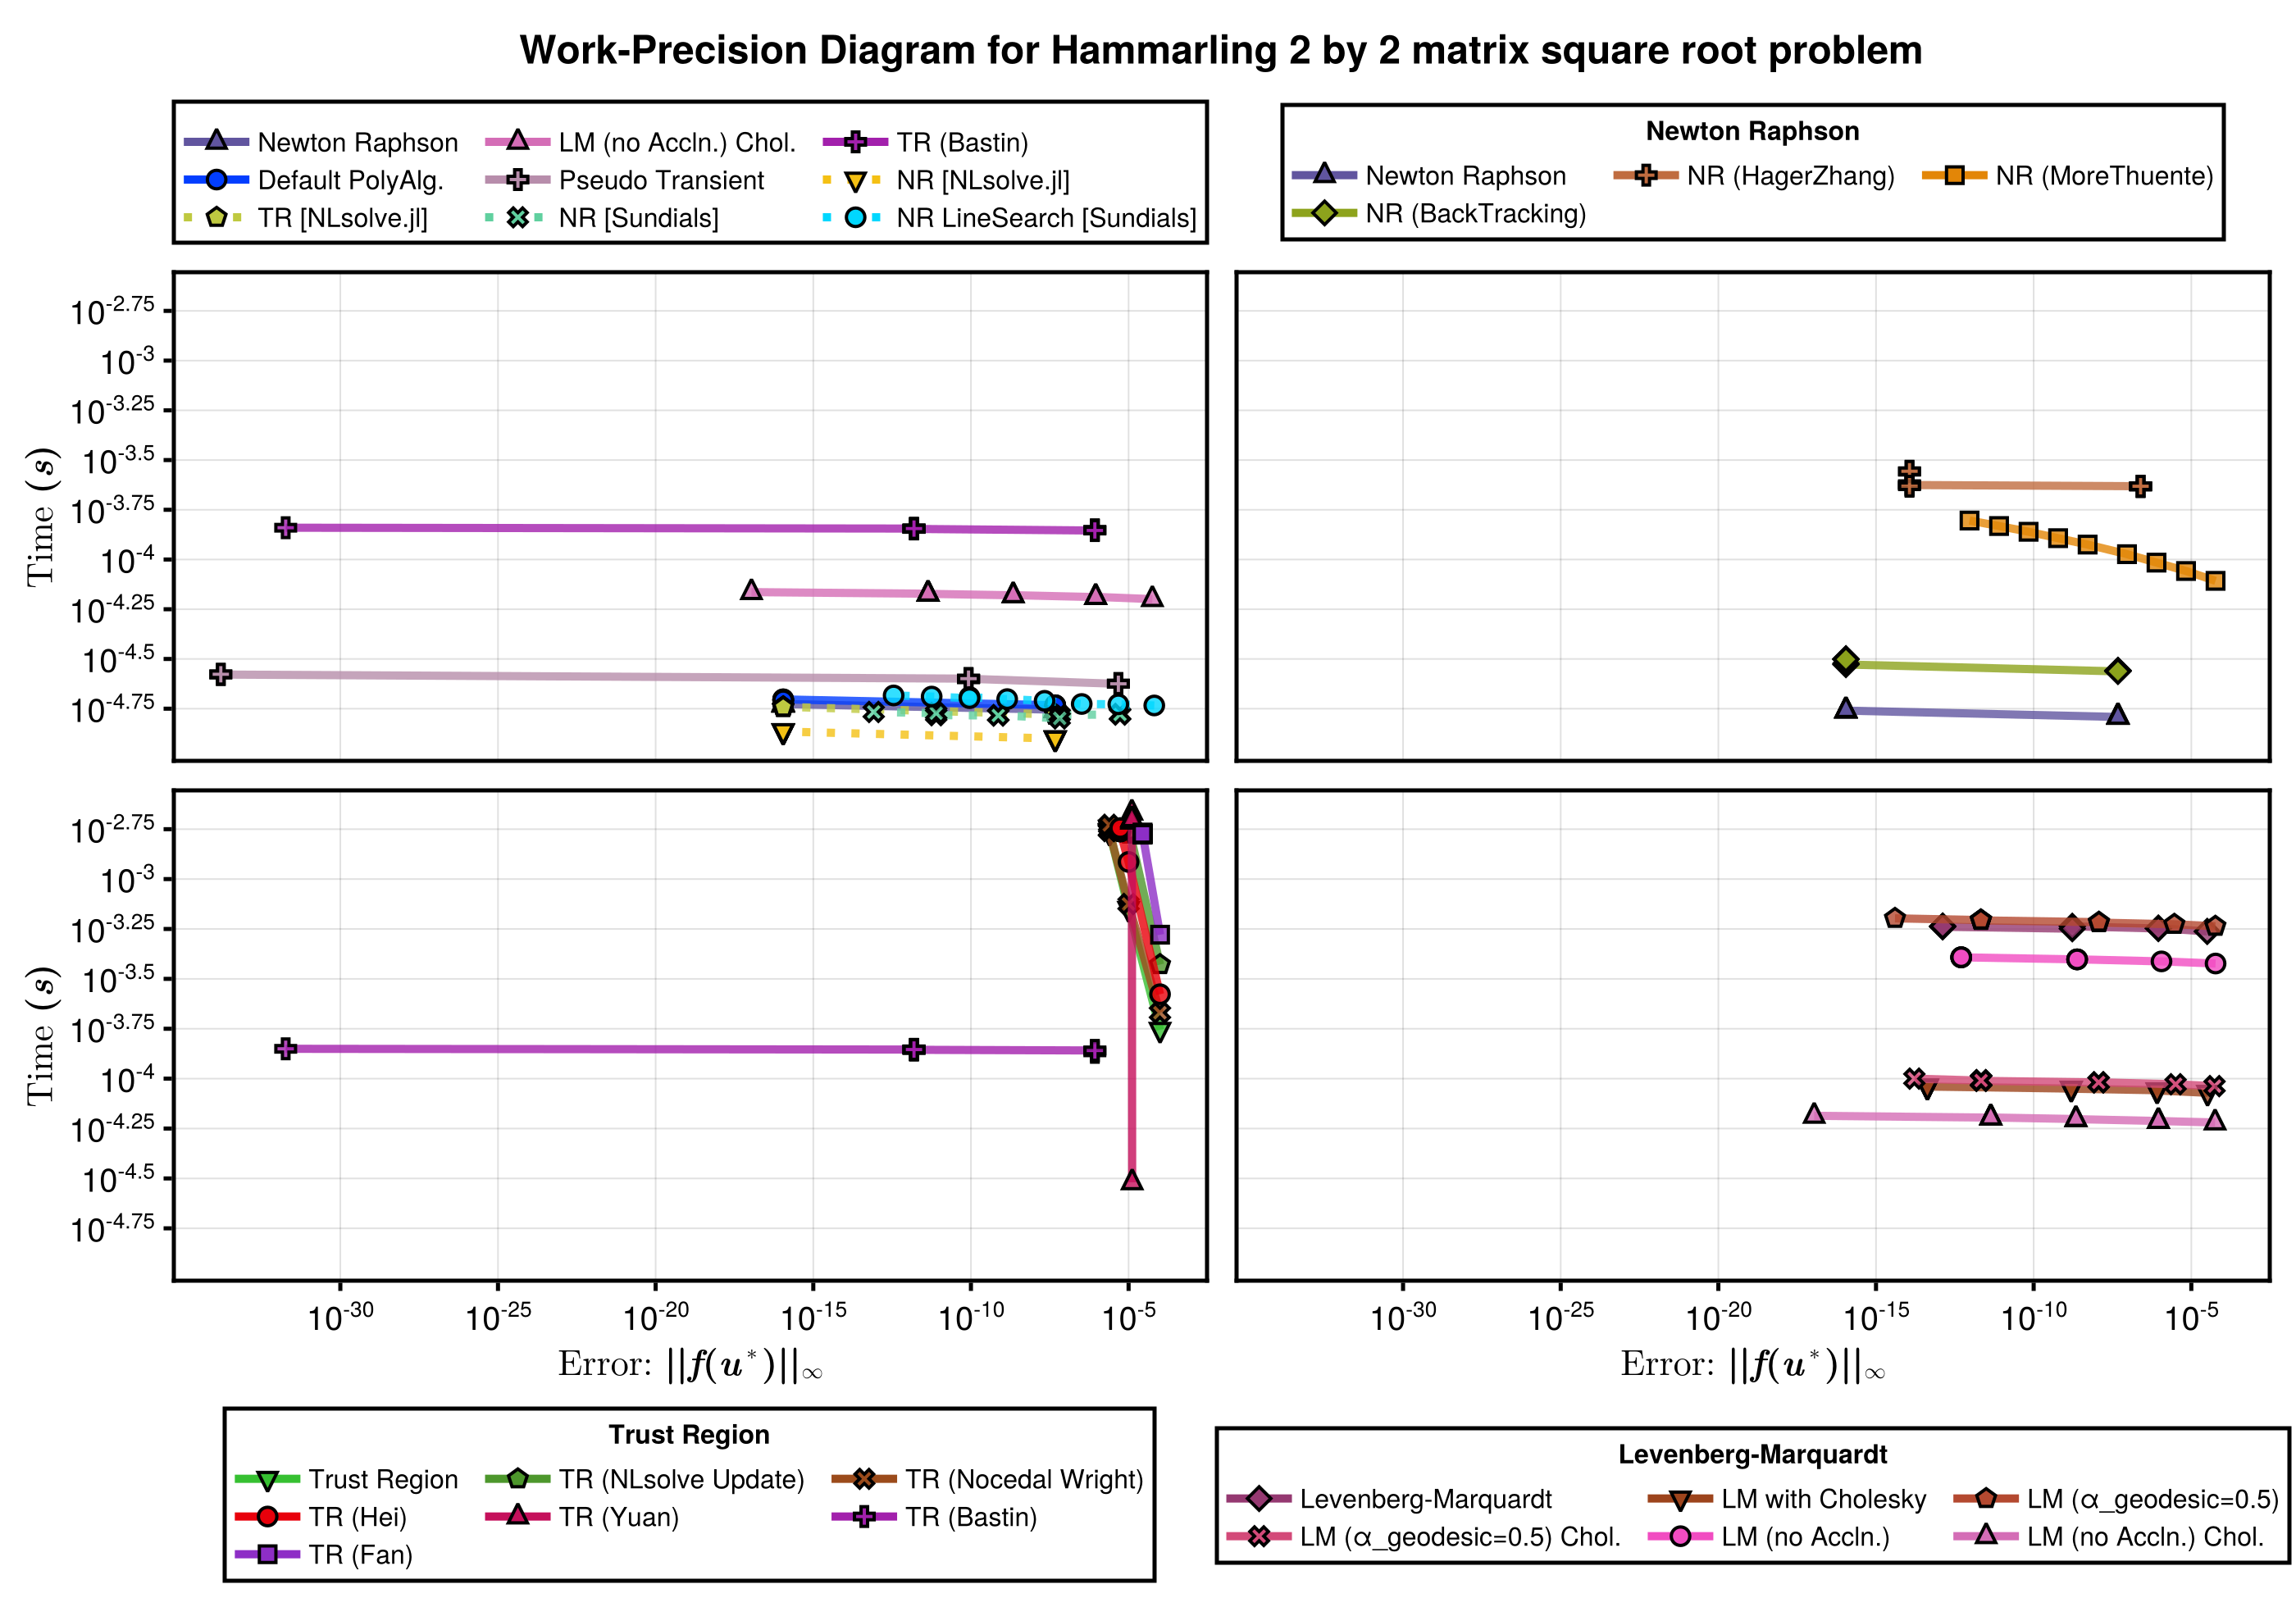 Work-Precision Diagram for Hammarling 2 by 2 matrix square root problem
Newton Raphson LM (no Accln.) Chol. TR (Bastin)
Default PolyAlg. Pseudo Transient NR [NLsolve.jl]
TR [NLsolve.jl] NR [Sundials] NR LineSearch [Sundials]
Newton Raphson
Newton Raphson NR (HagerZhang) NR (MoreThuente)
NR (BackTracking)
Time (s)
10^-2.75
10^-3
10^-3.25
10^-3.5
10^-3.75
10^-4
10^-4.25
10^-4.5
10^-4.75
Time (s)
10^-2.75
10^-3
10^-3.25
10^-3.5
10^-3.75
10^-4
10^-4.25
10^-4.5
10^-4.75
10^-30 10^-25 10^-20 10^-15 10^-10 10^-5
Error: ||f(u*)||∞
10^-30 10^-25 10^-20 10^-15 10^-10 10^-5
Error: ||f(u*)||∞
Trust Region
Trust Region TR (NLsolve Update) TR (Nocedal Wright)
TR (Hei) TR (Yuan) TR (Bastin)
TR (Fan)
Levenberg-Marquardt
Levenberg-Marquardt LM with Cholesky LM (α_geodesic=0.5)
LM (α_geodesic=0.5) Chol. LM (no Accln.) LM (no Accln.) Chol.